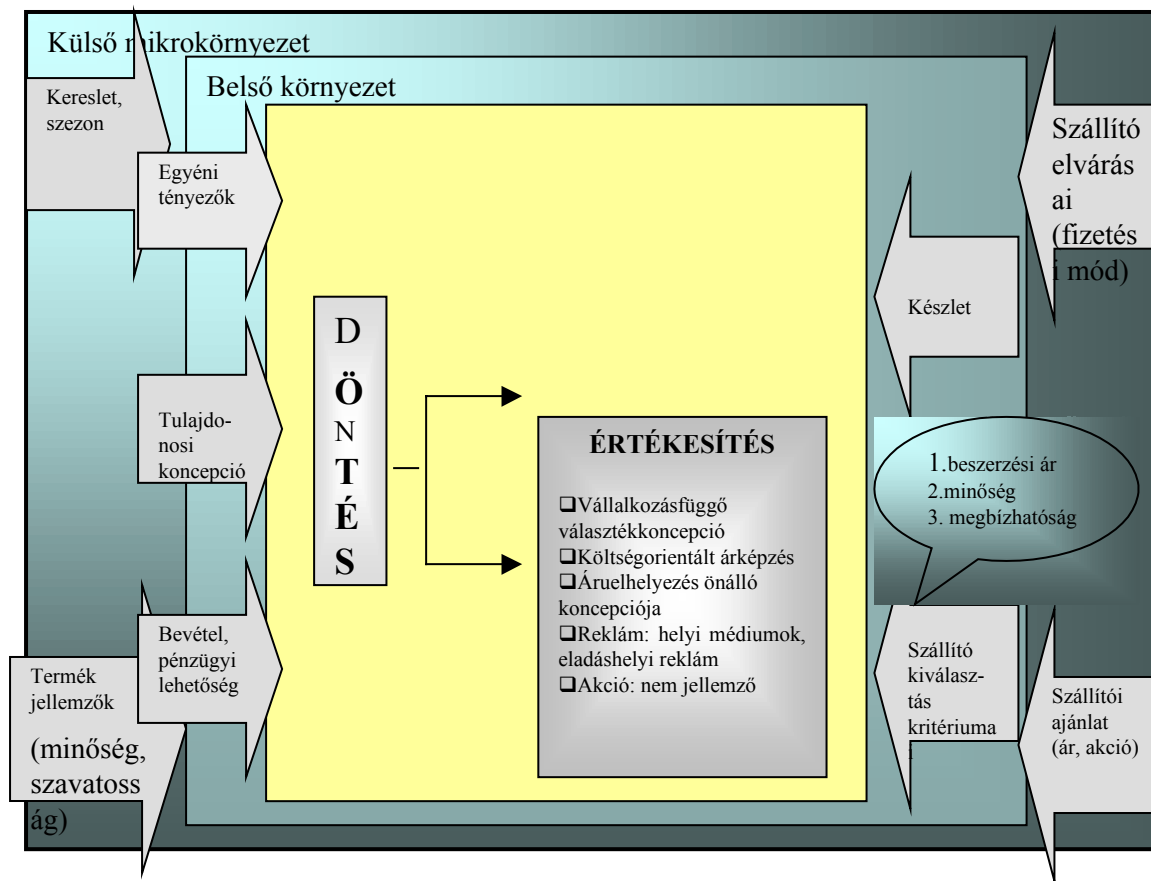 Külső mikrokörnyezet
Belső környezet
Kereslet,
szezon
Egyéni
tényezők
Tulajdo-
nosi
koncepció
Bevétel,
pénzügyi
lehetőség
Termék
jellemzők
(minőség,
szavatoss
ág)
D
Ö
N
T
É
S
ÉRTÉKESÍTÉS
❑Vállalkozásfüggő
választékkoncepció
❑Költségorientált árképzés
❑Áruelhelyezés önálló
koncepciója
❑Reklám: helyi médiumok,
eladáshelyi reklám
❑Akció: nem jellemző
Szállító
elvárás
ai
(fizetés
i mód)
Készlet
1.beszerzési ár
2.minőség
3. megbízhatóság
Szállító
kiválasz-
tás
kritériuma
i
Szállítói
ajánlat
(ár, akció)